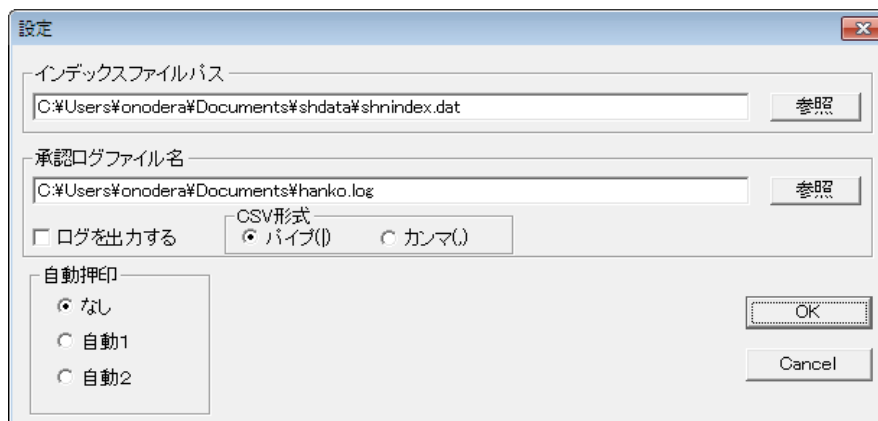 設定
インデックスファイルパス
C:¥Users¥onodera¥Documents¥shdata¥shnindex.dat
参照
承認ログファイル名
C:¥Users¥onodera¥Documents¥hanko.log
参照
CSV形式
ログを出力する
パイプ(|)
カンマ(,)
自動押印
なし
自動1
自動2
OK
Cancel